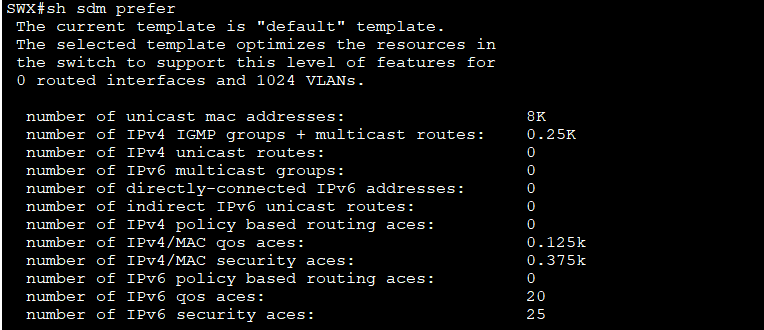 SWX#sh sdm prefer
The current template is "default" template.
The selected template optimizes the resources in
the switch to support this level of features for
0 routed interfaces and 1024 VLANs.
number of unicast mac addresses: 8K
number of IPv4 IGMP groups + multicast routes: 0.25K
number of IPv4 unicast routes: 0
number of IPv6 multicast groups: 0
number of directly-connected IPv6 addresses: 0
number of indirect IPv6 unicast routes: 0
number of IPv4 policy based routing aces: 0
number of IPv4/MAC qos aces: 0.125k
number of IPv4/MAC security aces: 0.375k
number of IPv6 policy based routing aces: 0
number of IPv6 qos aces: 20
number of IPv6 security aces: 25